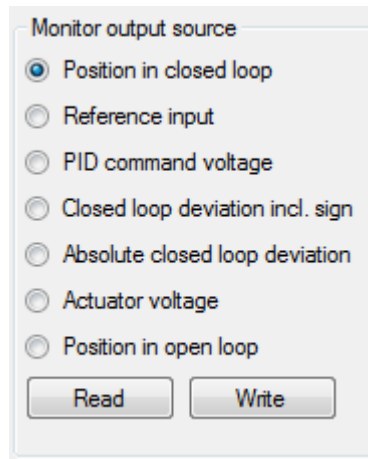 Monitor output source
Position in closed loop
Reference input
PID command voltage
Closed loop deviation incl. sign
Absolute closed loop deviation
Actuator voltage
Position in open loop
Read Write